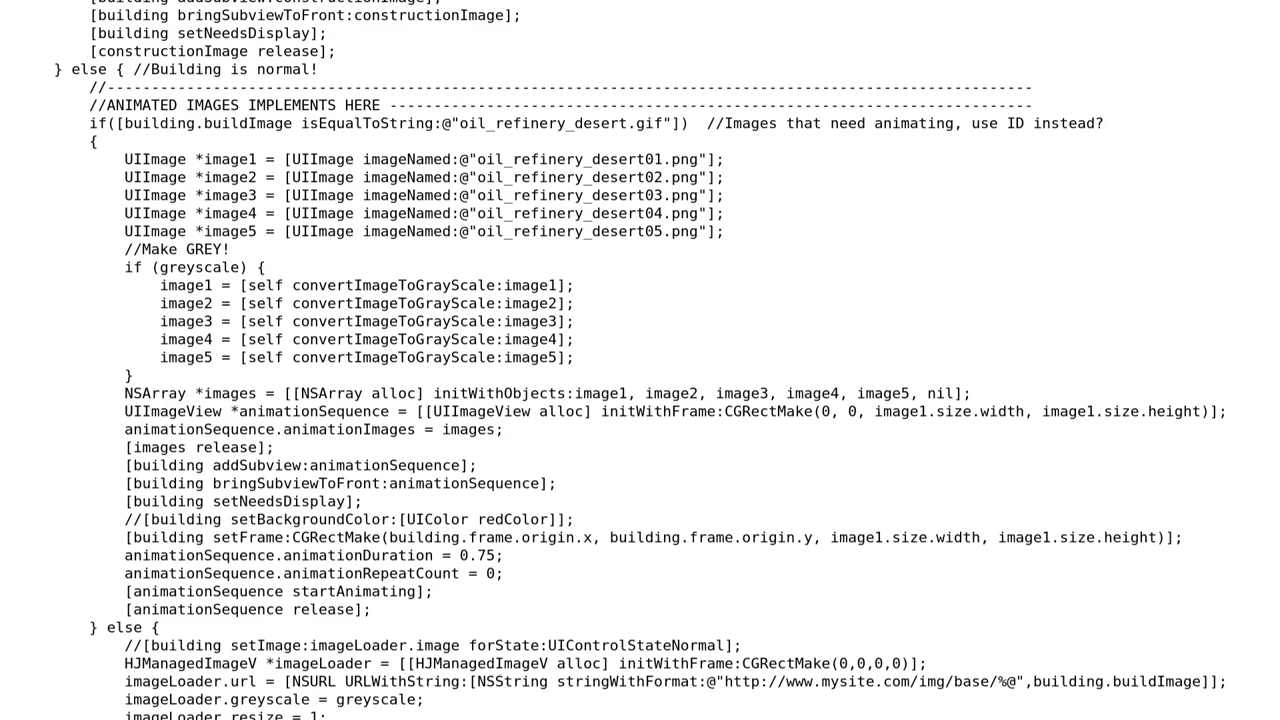 [building addSubview:constructionImage];
[building bringSubviewToFront:constructionImage];
[building setNeedsDisplay];
[constructionImage release];
} else { //Building is normal!
//---------------------------------------------------------------------------------------------------------
//ANIMATED IMAGES IMPLEMENTS HERE -------------------------------------------------------------------------
if([building.buildImage isEqualToString:@"oil_refinery_desert.gif"])  //Images that need animating, use ID instead?
{
UIImage *image1 = [UIImage imageNamed:@"oil_refinery_desert01.png"];
UIImage *image2 = [UIImage imageNamed:@"oil_refinery_desert02.png"];
UIImage *image3 = [UIImage imageNamed:@"oil_refinery_desert03.png"];
UIImage *image4 = [UIImage imageNamed:@"oil_refinery_desert04.png"];
UIImage *image5 = [UIImage imageNamed:@"oil_refinery_desert05.png"];
//Make GREY!
if (greyscale) {
image1 = [self convertImageToGrayScale:image1];
image2 = [self convertImageToGrayScale:image2];
image3 = [self convertImageToGrayScale:image3];
image4 = [self convertImageToGrayScale:image4];
image5 = [self convertImageToGrayScale:image5];
}
NSArray *images = [[NSArray alloc] initWithObjects:image1, image2, image3, image4, image5, nil];
UIImageView *animationSequence = [[UIImageView alloc] initWithFrame:CGRectMake(0, 0, image1.size.width, image1.size.height)];
animationSequence.animationImages = images;
[images release];
[building addSubview:animationSequence];
[building bringSubviewToFront:animationSequence];
[building setNeedsDisplay];
//[building setBackgroundColor:[UIColor redColor]];
[building setFrame:CGRectMake(building.frame.origin.x, building.frame.origin.y, image1.size.width, image1.size.height)];
animationSequence.animationDuration = 0.75;
animationSequence.animationRepeatCount = 0;
[animationSequence startAnimating];
[animationSequence release];
} else {
//[building setImage:imageLoader.image forState:UIControlStateNormal];
HJManagedImageV *imageLoader = [[HJManagedImageV alloc] initWithFrame:CGRectMake(0,0,0,0)];
imageLoader.url = [NSURL URLWithString:[NSString stringWithFormat:@"http://www.mysite.com/img/base/%@",building.buildImage]];
imageLoader.greyscale = greyscale;
imageLoader.resize = 1;